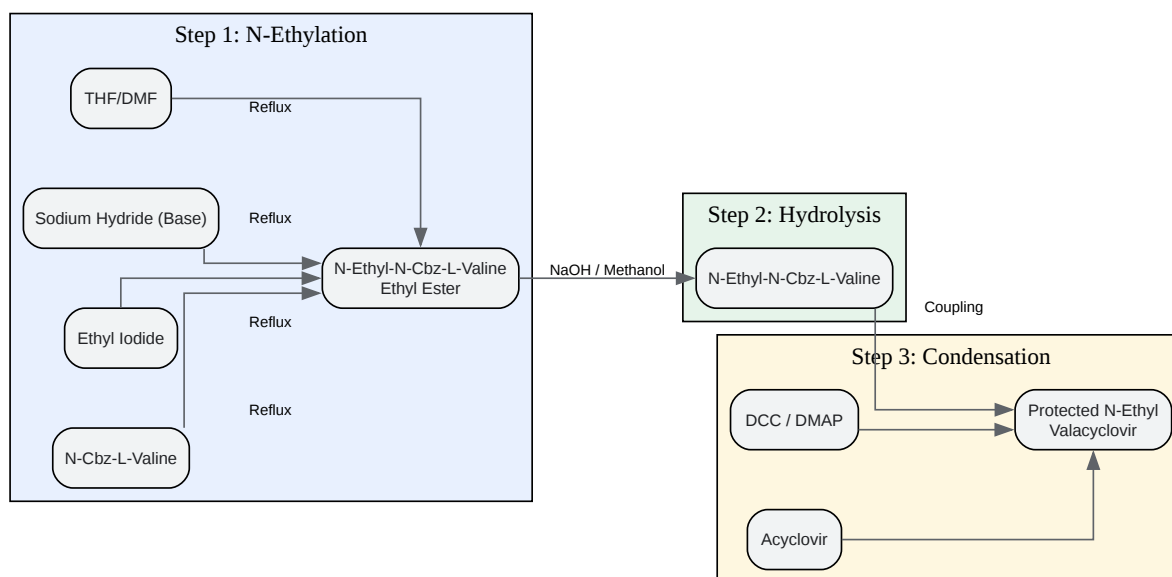 Step 1: N-Ethylation
THF/DMF
Reflux
Sodium Hydride (Base)
Reflux
N-Ethyl-N-Cbz-L-Valine
Ethyl Ester
Ethyl Iodide
Reflux
Reflux
N-Cbz-L-Valine
NaOH / Methanol
Step 2: Hydrolysis
N-Ethyl-N-Cbz-L-Valine
Coupling
Step 3: Condensation
DCC / DMAP
Protected N-Ethyl
Valacyclovir
Acyclovir